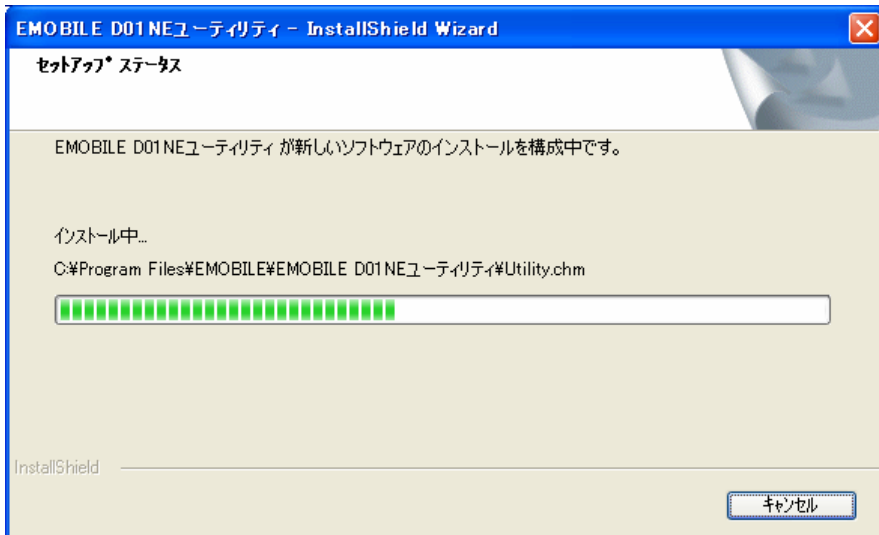 EMOBILE D01NEユーティリティ - InstallShield Wizard
セットアップ ステータス
EMOBILE D01NEユーティリティ が新しいソフトウェアのインストールを構成中です。
インストール中...
C:¥Program Files¥EMOBILE¥EMOBILE D01NEユーティリティ¥Utility.chm
InstallShield
キャンセル